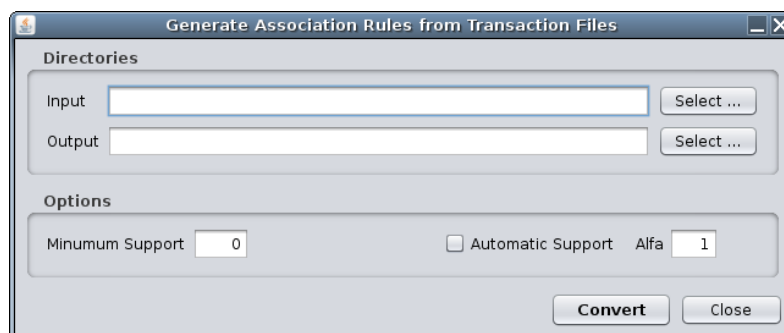 Generate Association Rules from Transaction Files
Directories
Input Select ...
Output Select ...
Options
Minumum Support 0 Automatic Support Alfa 1
Convert Close